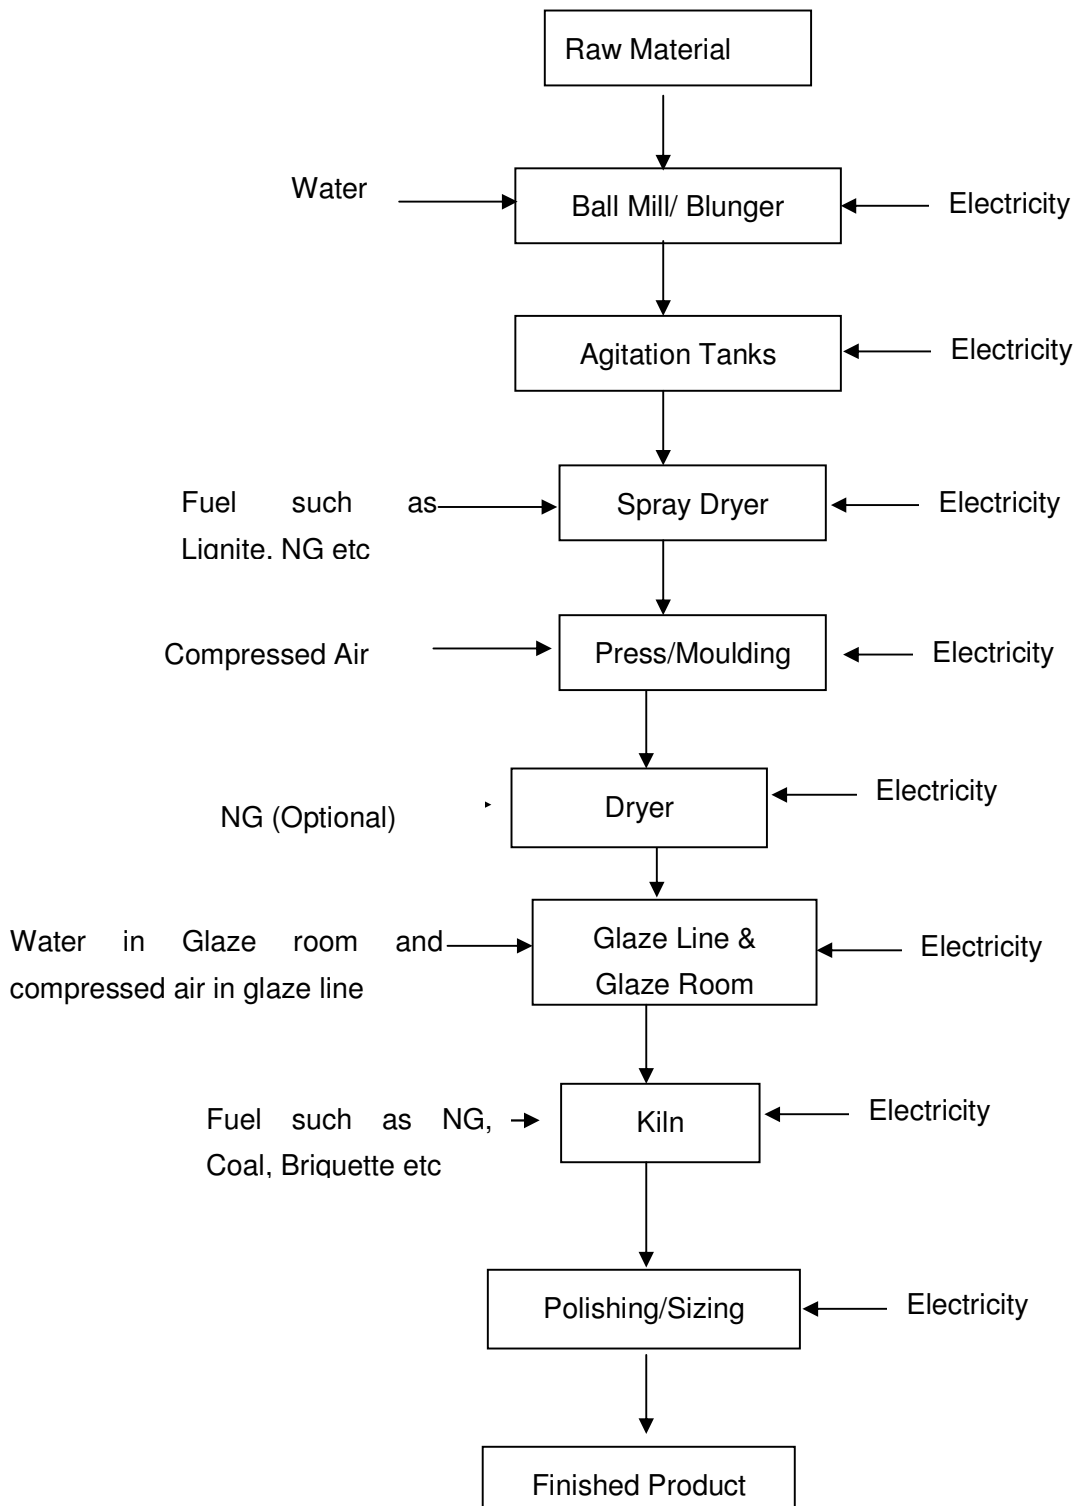 Raw Material
Water
Ball Mill/ Blunger
Electricity
Agitation Tanks
Electricity
Fuel such as
Lignite, NG etc
Spray Dryer
Electricity
Compressed Air
Press/Moulding
Electricity
NG (Optional)
Dryer
Electricity
Water in Glaze room and
compressed air in glaze line
Glaze Line &
Glaze Room
Electricity
Fuel such as NG,
Coal, Briquette etc
Kiln
Electricity
Polishing/Sizing
Electricity
Finished Product